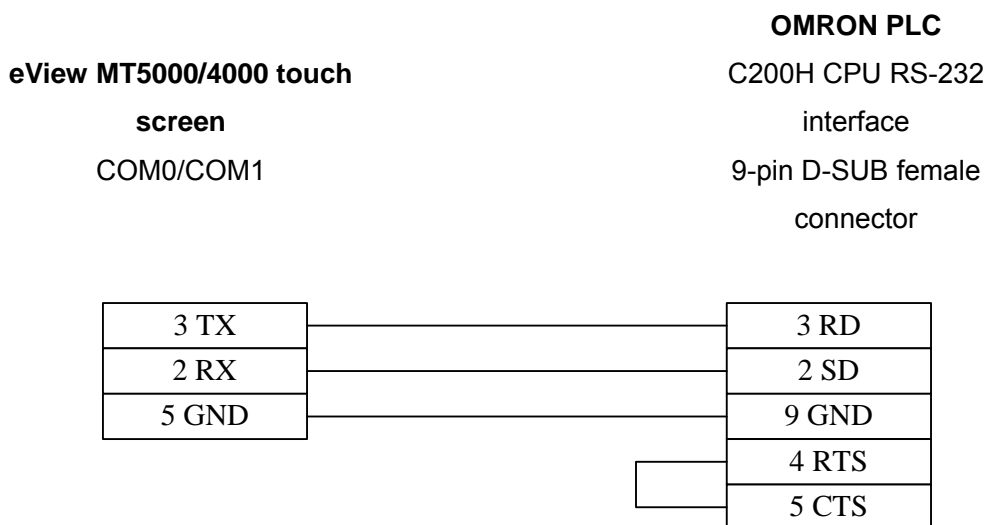 OMRON PLC
eView MT5000/4000 touch
screen
COM0/COM1
C200H CPU RS-232
interface
9-pin D-SUB female
connector
3 TX
2 RX
5 GND
3 RD
2 SD
9 GND
4 RTS
5 CTS